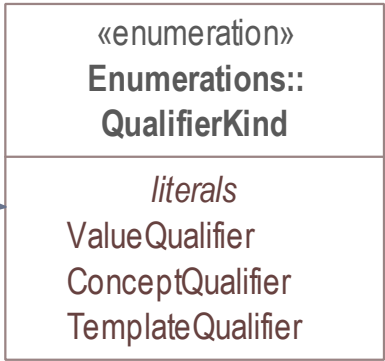 «enumeration»
Enumerations::
QualifierKind
literals
ValueQualifier
ConceptQualifier
TemplateQualifier